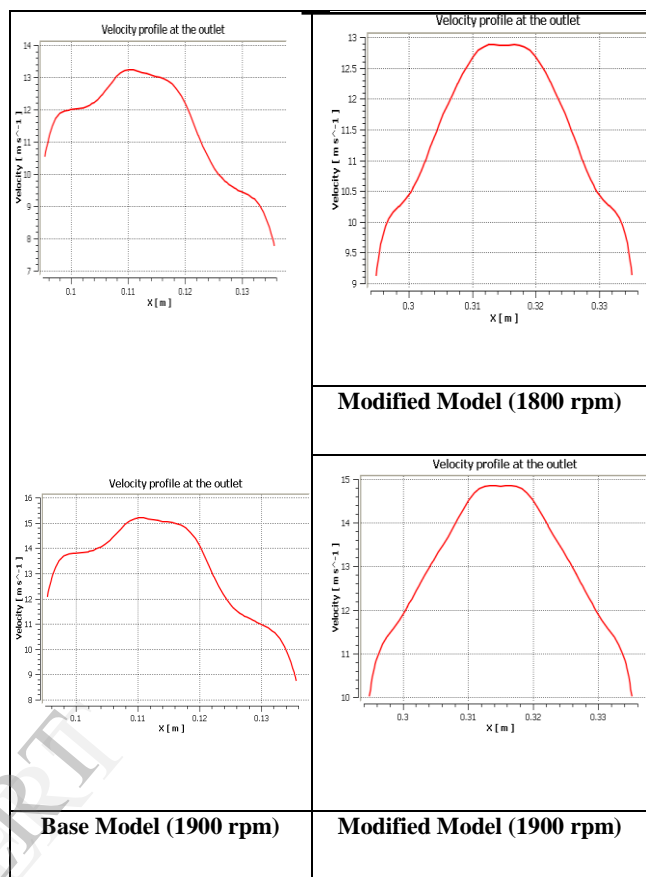 Velocity profile at the outlet
14
13
12
11
10
9
8
7
Velocity [ m s^-1 ]
0.1 0.11 0.12 0.13
X [ m ]
Velocity profile at the outlet
13
12.5
12
11.5
11
10.5
10
9.5
9
Velocity [ m s^-1 ]
0.3 0.31 0.32 0.33
X [ m ]
Modified Model (1800 rpm)
Velocity profile at the outlet
16
15
14
13
12
11
10
9
8
Velocity [ m s^-1 ]
0.1 0.11 0.12 0.13
X [ m ]
Velocity profile at the outlet
15
14
13
12
11
10
Velocity [ m s^-1 ]
0.3 0.31 0.32 0.33
X [ m ]
Base Model (1900 rpm)
Modified Model (1900 rpm)
ERT